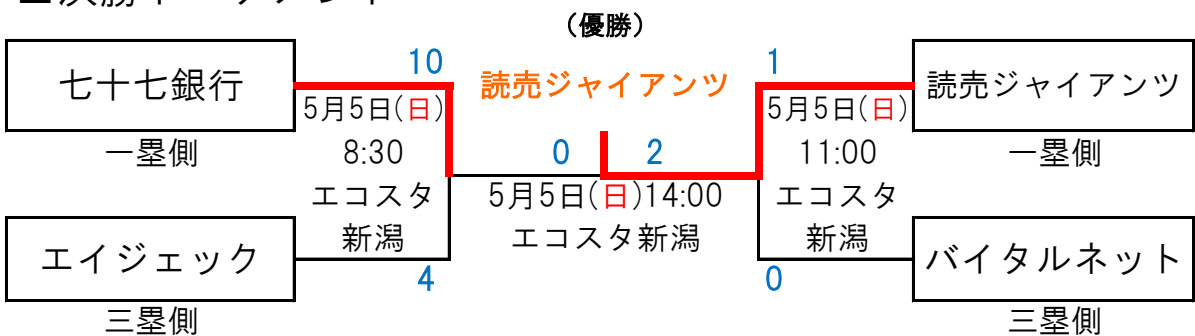 (優勝)
七十七銀行
10
読売ジャイアンツ
1
読売ジャイアンツ
5月5日(日)
5月5日(日)
一塁側
8:30
0
2
11:00
一塁側
エコスタ
5月5日(日)14:00
エコスタ
新潟
エコスタ新潟
新潟
エイジェック
4
0
バイタルネット
三塁側
三塁側